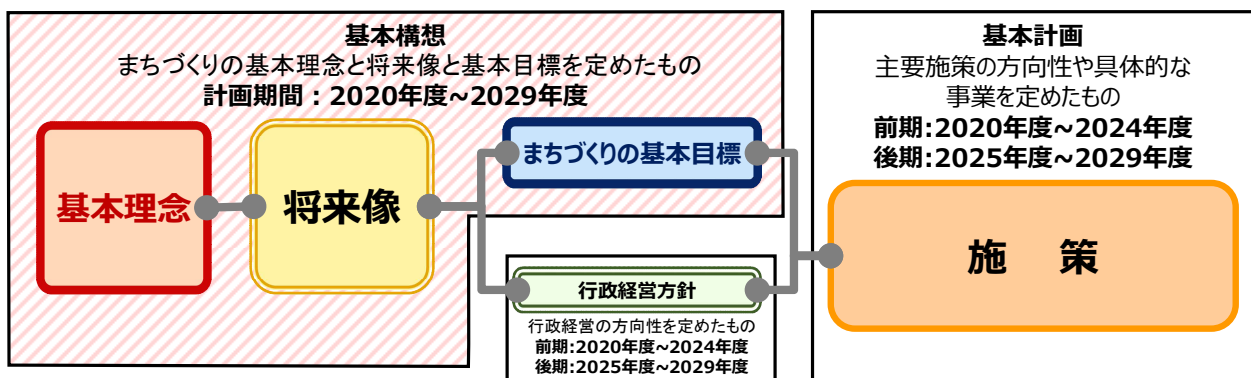 基本構想
まちづくりの基本理念と将来像と基本目標を定めたもの
計画期間：2020年度~2029年度
基本理念
将来像
まちづくりの基本目標
行政経営方針
行政経営の方向性を定めたもの
前期:2020年度~2024年度
後期:2025年度~2029年度
基本計画
主要施策の方向性や具体的な
事業を定めたもの
前期:2020年度~2024年度
後期:2025年度~2029年度
施　策